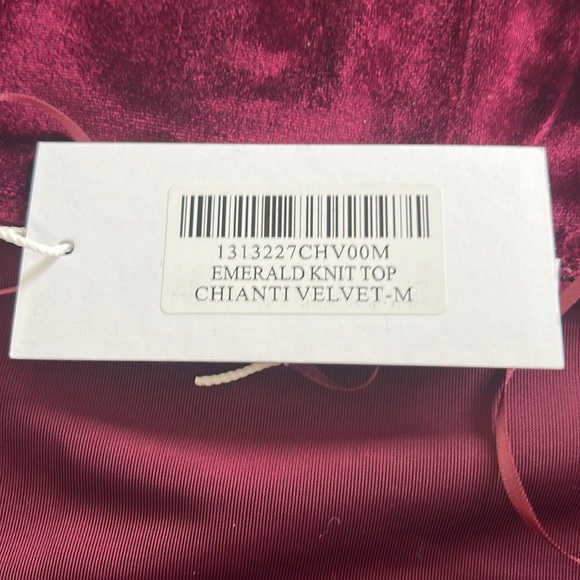 1313227CHV00M
EMERALD KNIT TOP
CHIANTI VELVET-M